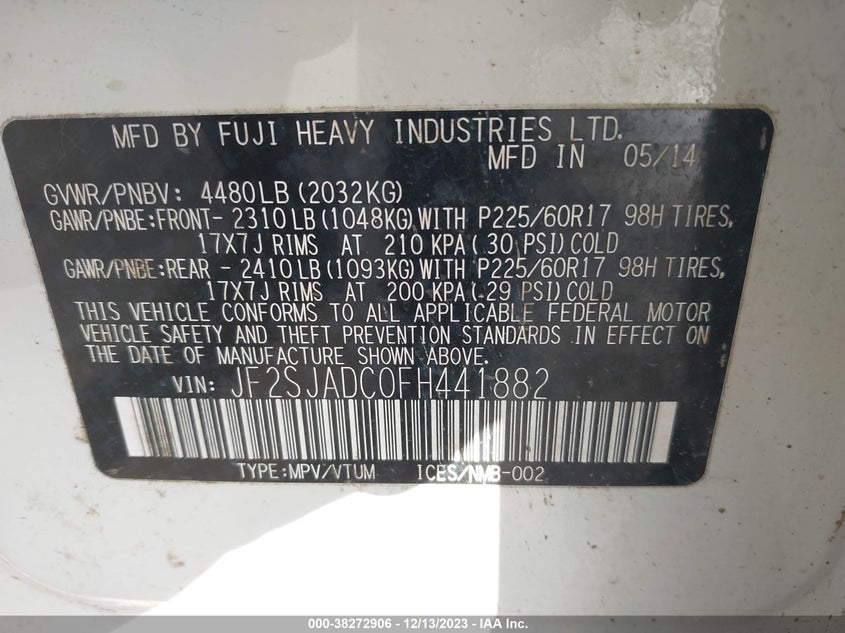 MFD BY FUJI HEAVY INDUSTRIES LTD.
MFD IN 05/14
GVWR/PNBV: 4480LB (2032KG)
GAWR/PNBE:FRONT- 2310LB (1048KG) WITH P225/60R17 98H TIRES,
17X7J RIMS AT 210 KPA ( 30 PSI) COLD
GAWR/PNBE:REAR - 2410LB (1093KG) WITH P225/60R17 98H TIRES,
17X7J RIMS AT 200 KPA ( 29 PSI) COLD
THIS VEHICLE CONFORMS TO ALL APPLICABLE FEDERAL MOTOR
VEHICLE SAFETY AND THEFT PREVENTION STANDARDS IN EFFECT ON
THE DATE OF MANUFACTURE SHOWN ABOVE.
VIN: JF2SJADC0FH441882
TYPE:MPV/VTUM ICES/NMB-002
000-38272906 - 12/13/2023 - IAA Inc.